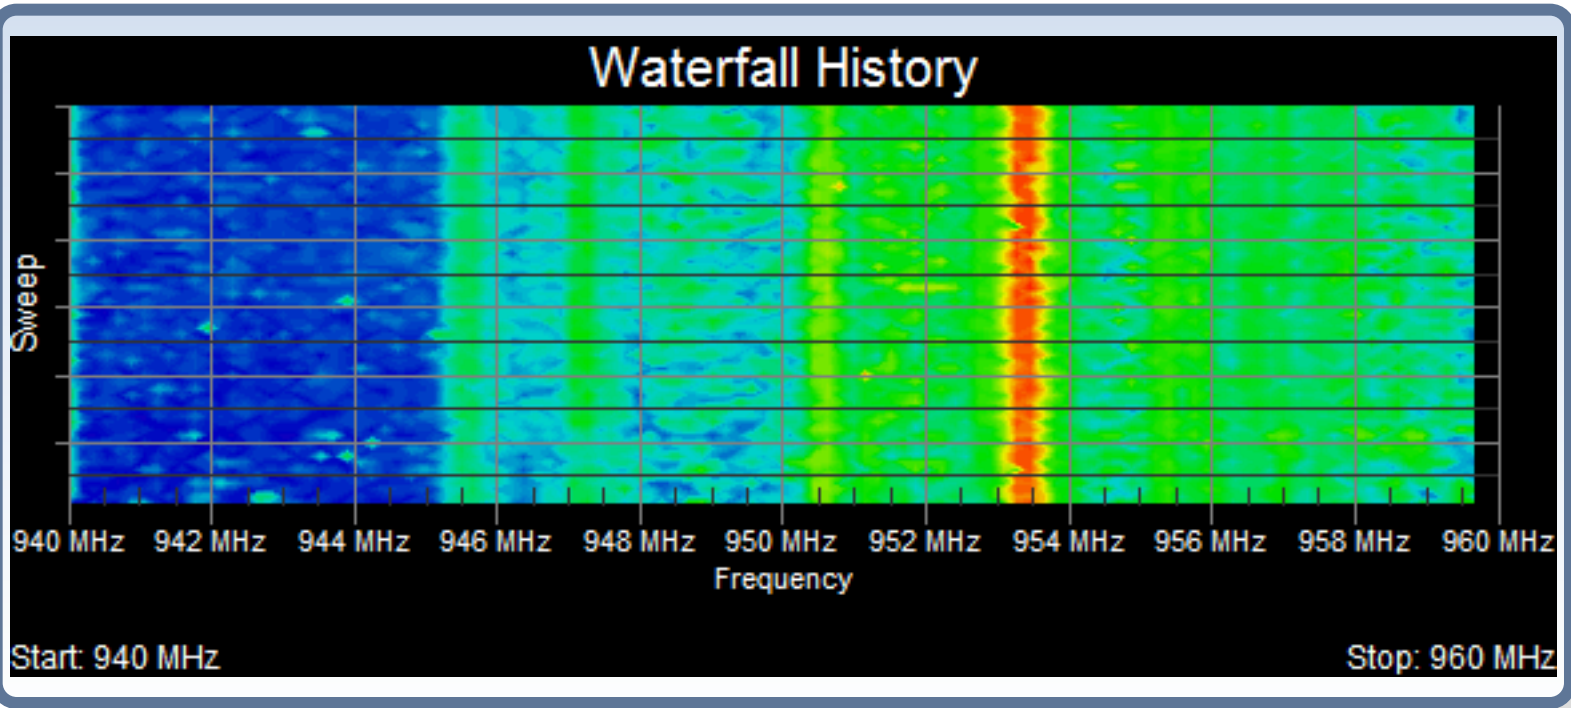 Waterfall History
Sweep
940 MHz 942 MHz 944 MHz 946 MHz 948 MHz 950 MHz 952 MHz 954 MHz 956 MHz 958 MHz 960 MHz
Frequency
Start: 940 MHz Stop: 960 MHz